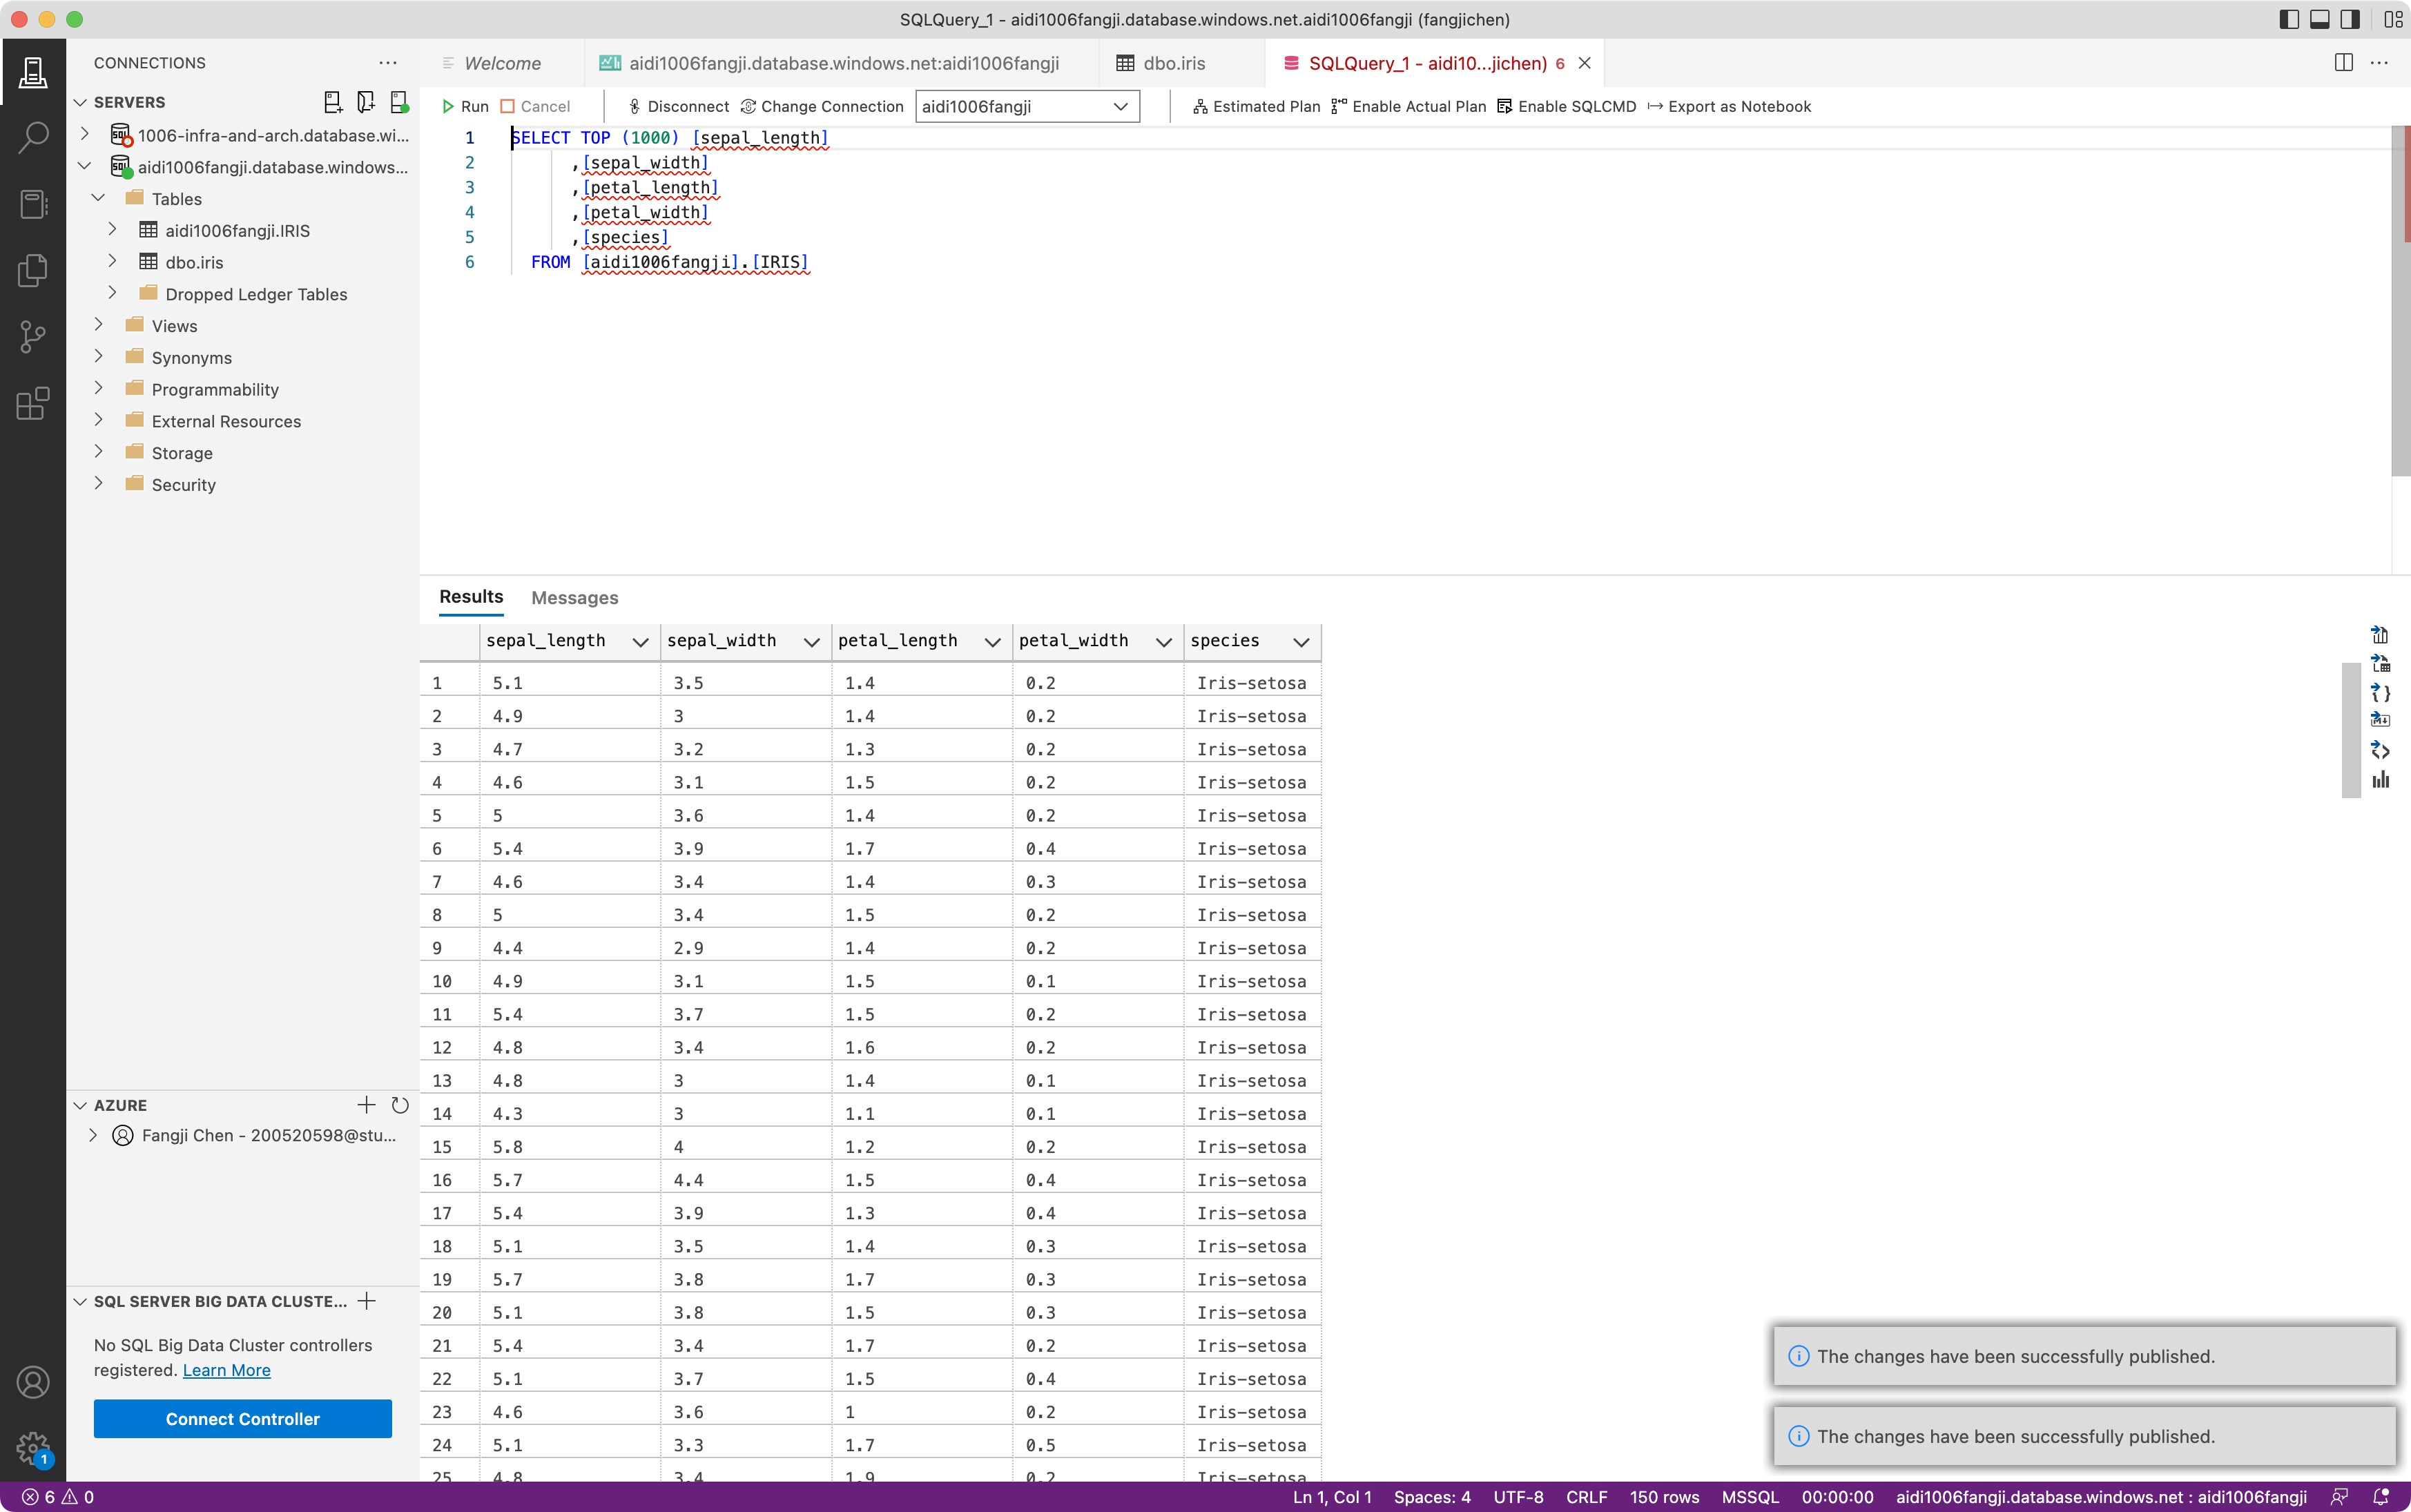 SQLQuery_1 - aidi1006fangji.database.windows.net.aidi1006fangji (fangjichen)
CONNECTIONS
SERVERS
1006-infra-and-arch.database.wi...
aidi1006fangji.database.windows...
Tables
aidi1006fangji.IRIS
dbo.iris
Dropped Ledger Tables
Views
Synonyms
Programmability
External Resources
Storage
Security
AZURE
Fangji Chen - 200520598@stu...
SQL SERVER BIG DATA CLUSTE...
No SQL Big Data Cluster controllers
registered. Learn More
Connect Controller
1
Welcome
aidi1006fangji.database.windows.net:aidi1006fangji
dbo.iris
SQLQuery_1 - aidi10...jichen) 6
Run Cancel Disconnect Change Connection aidi1006fangji Estimated Plan Enable Actual Plan Enable SQLCMD Export as Notebook
1 SELECT TOP (1000) [sepal_length]
2 ,[sepal_width]
3 ,[petal_length]
4 ,[petal_width]
5 ,[species]
6 FROM [aidi1006fangji].[IRIS]
Results Messages
sepal_length sepal_width petal_length petal_width species
1 5.1 3.5 1.4 0.2 Iris-setosa
2 4.9 3 1.4 0.2 Iris-setosa
3 4.7 3.2 1.3 0.2 Iris-setosa
4 4.6 3.1 1.5 0.2 Iris-setosa
5 5 3.6 1.4 0.2 Iris-setosa
6 5.4 3.9 1.7 0.4 Iris-setosa
7 4.6 3.4 1.4 0.3 Iris-setosa
8 5 3.4 1.5 0.2 Iris-setosa
9 4.4 2.9 1.4 0.2 Iris-setosa
10 4.9 3.1 1.5 0.1 Iris-setosa
11 5.4 3.7 1.5 0.2 Iris-setosa
12 4.8 3.4 1.6 0.2 Iris-setosa
13 4.8 3 1.4 0.1 Iris-setosa
14 4.3 3 1.1 0.1 Iris-setosa
15 5.8 4 1.2 0.2 Iris-setosa
16 5.7 4.4 1.5 0.4 Iris-setosa
17 5.4 3.9 1.3 0.4 Iris-setosa
18 5.1 3.5 1.4 0.3 Iris-setosa
19 5.7 3.8 1.7 0.3 Iris-setosa
20 5.1 3.8 1.5 0.3 Iris-setosa
21 5.4 3.4 1.7 0.2 Iris-setosa
22 5.1 3.7 1.5 0.4 Iris-setosa
23 4.6 3.6 1 0.2 Iris-setosa
24 5.1 3.3 1.7 0.5 Iris-setosa
25 4.8 3.4 1.9 0.2 Iris-setosa
The changes have been successfully published.
The changes have been successfully published.
6 0 Ln 1, Col 1 Spaces: 4 UTF-8 CRLF 150 rows MSSQL 00:00:00 aidi1006fangji.database.windows.net : aidi1006fangji